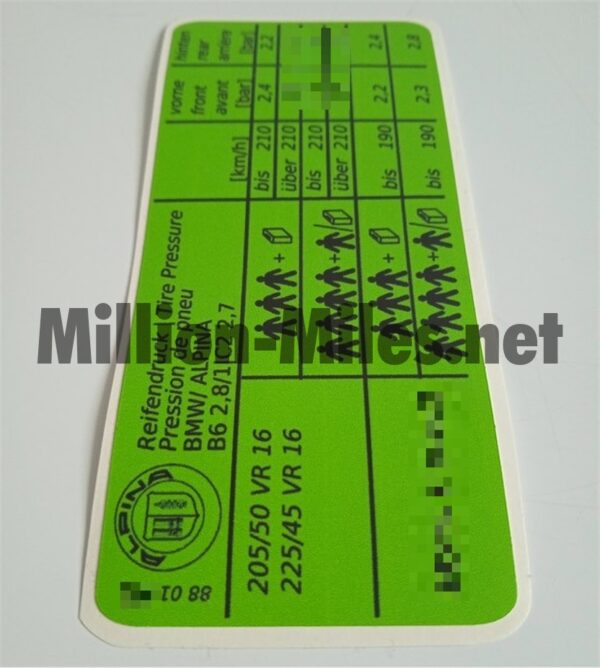 ALPINA
88 01
Reifendruck Tire Pressure
Pression de pneu
BMW/ ALPINA
B6 2,8/1 C2 2,7
[km/h]
vorne
front
avant
[bar]
hinten
rear
arriere
[bar]
205/50 VR 16
225/45 VR 16
+ bis 210 2,4 2,2
über 210
+ / bis 210
über 210
+ bis 190 2,2 2,4
+ / bis 190 2,3 2,8
Million-Miles.net